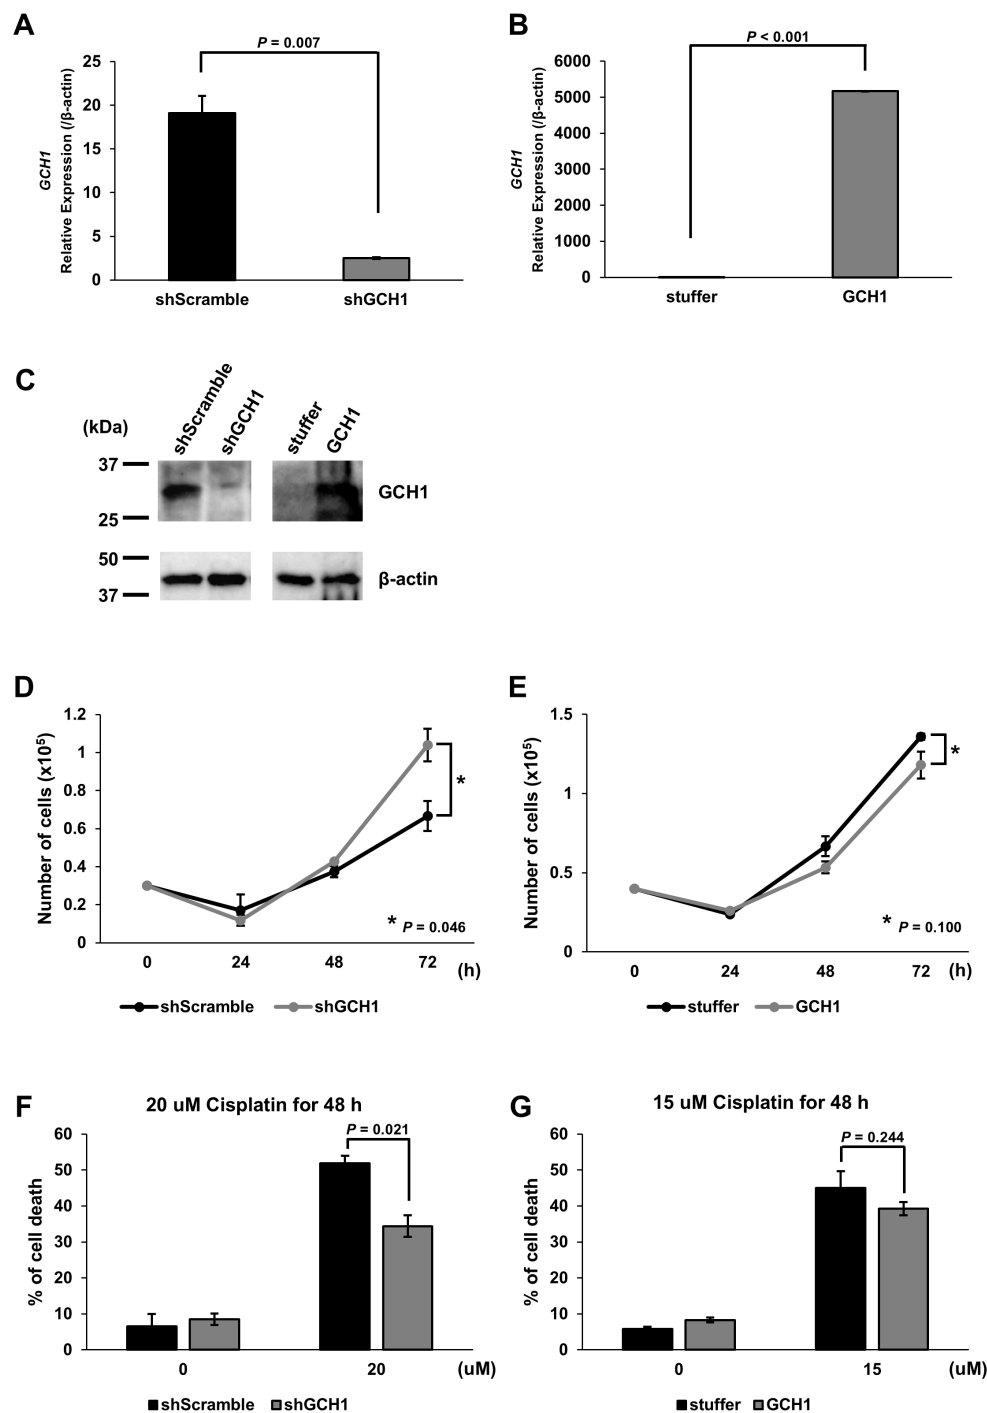 A
P = 0.007
GCH1
Relative Expression (/β-actin)
25
20
15
10
5
0
shScramble shGCH1
B
P < 0.001
GCH1
Relative Expression (/β-actin)
6000
5000
4000
3000
2000
1000
0
stuffer GCH1
C
(kDa)
shScramble
shGCH1
stuffer
GCH1
37
25
GCH1
50
37
β-actin
D
Number of cells (x10⁵)
1.2
1
0.8
0.6
0.4
0.2
0
*
* P = 0.046
0 24 48 72 (h)
shScramble shGCH1
E
Number of cells (x10⁵)
1.5
1
0.5
0
*
* P = 0.100
0 24 48 72 (h)
stuffer GCH1
F
20 uM Cisplatin for 48 h
% of cell death
60
50
40
30
20
10
0
P = 0.021
0 20 (uM)
shScramble shGCH1
G
15 uM Cisplatin for 48 h
% of cell death
60
50
40
30
20
10
0
P = 0.244
0 15 (uM)
stuffer GCH1